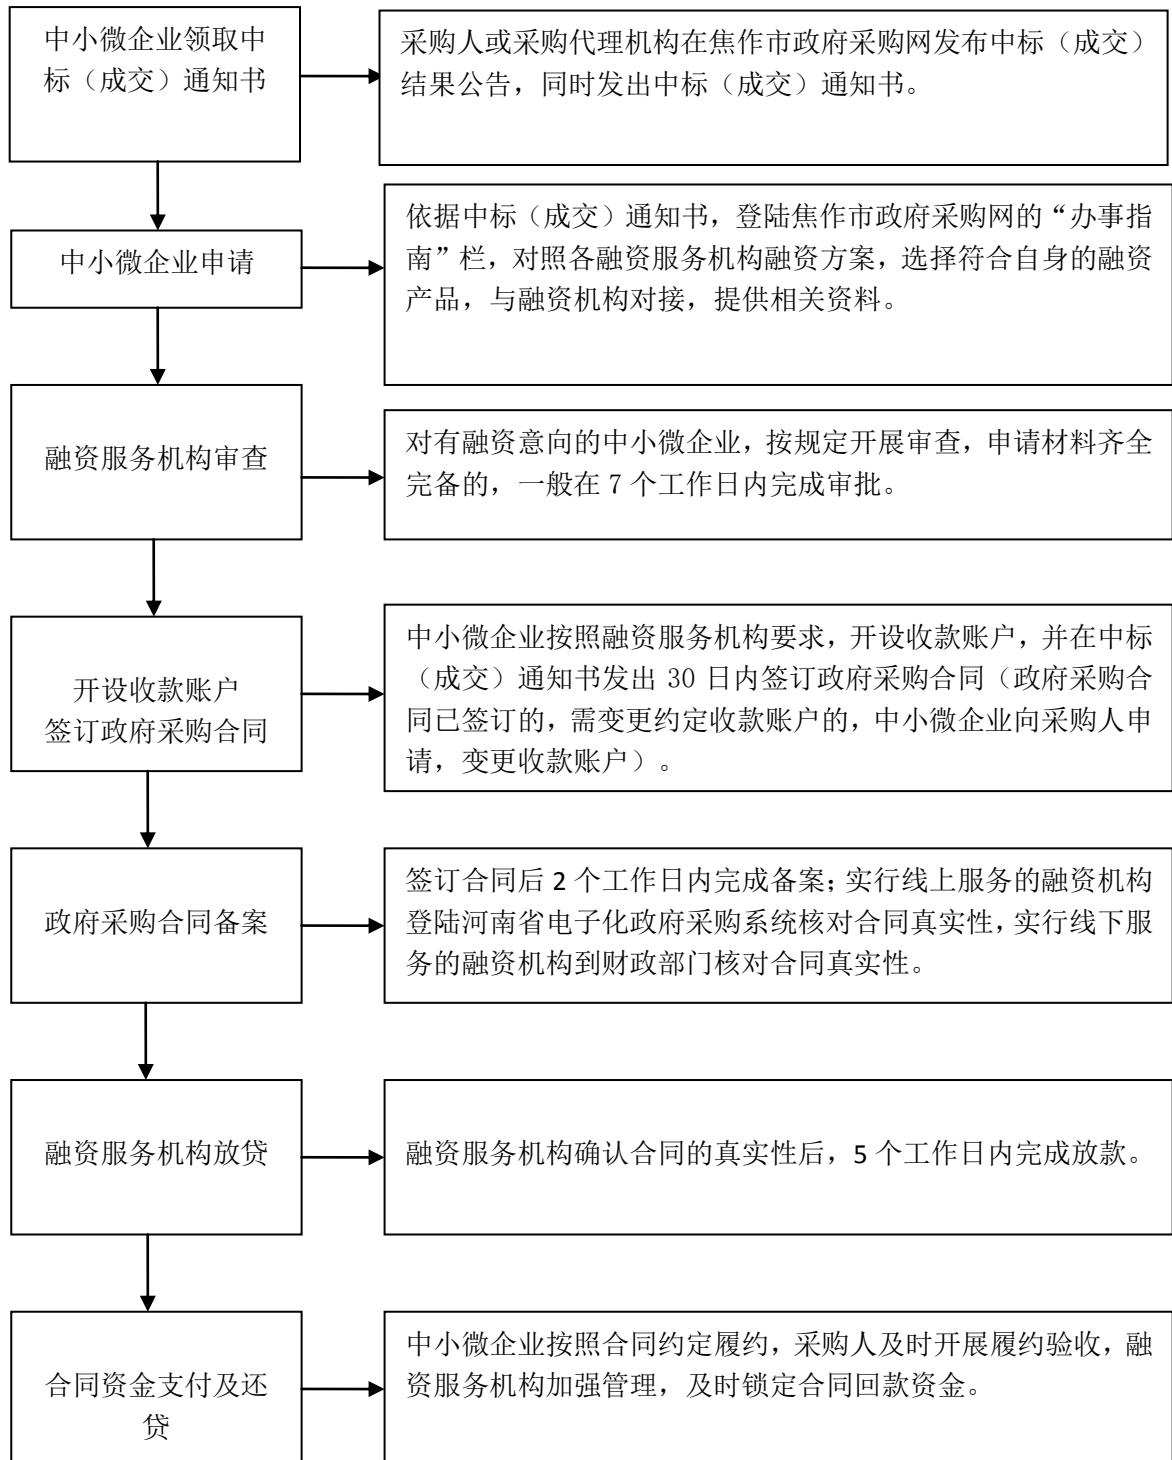 中小微企业领取中
标（成交）通知书
采购人或采购代理机构在焦作市政府采购网发布中标（成交）
结果公告，同时发出中标（成交）通知书。
中小微企业申请
依据中标（成交）通知书，登陆焦作市政府采购网的“办事指
南”栏，对照各融资服务机构融资方案，选择符合自身的融资
产品，与融资机构对接，提供相关资料。
融资服务机构审查
对有融资意向的中小微企业，按规定开展审查，申请材料齐全
完备的，一般在 7 个工作日内完成审批。
开设收款账户
签订政府采购合同
中小微企业按照融资服务机构要求，开设收款账户，并在中标
（成交）通知书发出 30 日内签订政府采购合同（政府采购合
同已签订的，需变更约定收款账户的，中小微企业向采购人申
请，变更收款账户）。
政府采购合同备案
签订合同后 2 个工作日内完成备案；实行线上服务的融资机构
登陆河南省电子化政府采购系统核对合同真实性，实行线下服
务的融资机构到财政部门核对合同真实性。
融资服务机构放贷
融资服务机构确认合同的真实性后，5 个工作日内完成放款。
合同资金支付及还
贷
中小微企业按照合同约定履约，采购人及时开展履约验收，融
资服务机构加强管理，及时锁定合同回款资金。